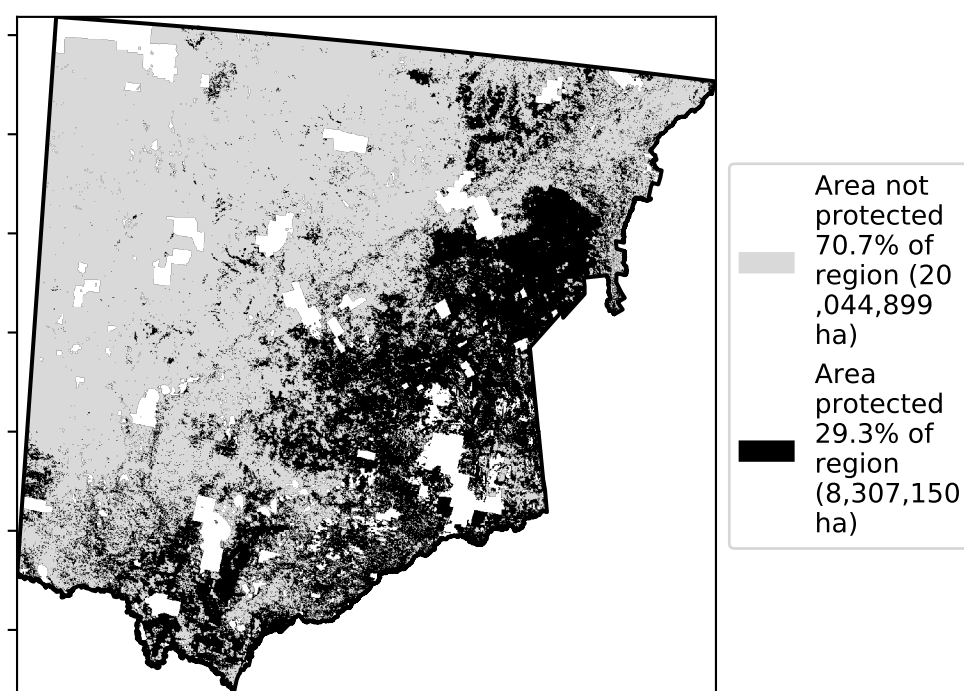 Area not
protected
70.7% of
region (20
,044,899
ha)
Area
protected
29.3% of
region
(8,307,150
ha)